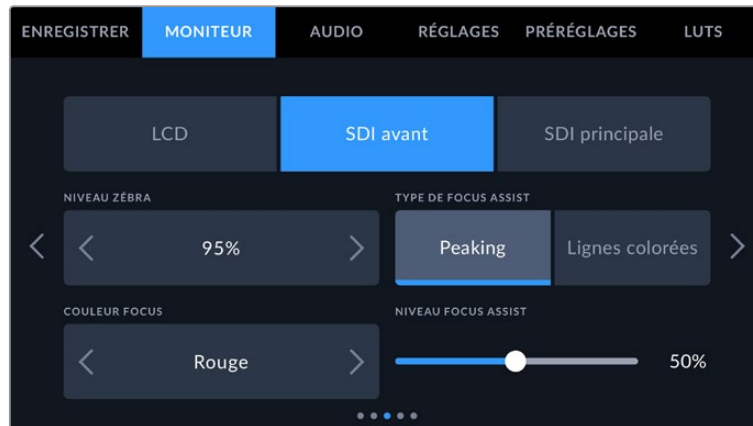 ENREGISTRER MONITEUR AUDIO RÉGLAGES PRÉRÉGLAGES LUTS
LCD SDI avant SDI principale
NIVEAU ZÉBRA TYPE DE FOCUS ASSIST
95% Peaking Lignes colorées
COULEUR FOCUS NIVEAU FOCUS ASSIST
Rouge 50%